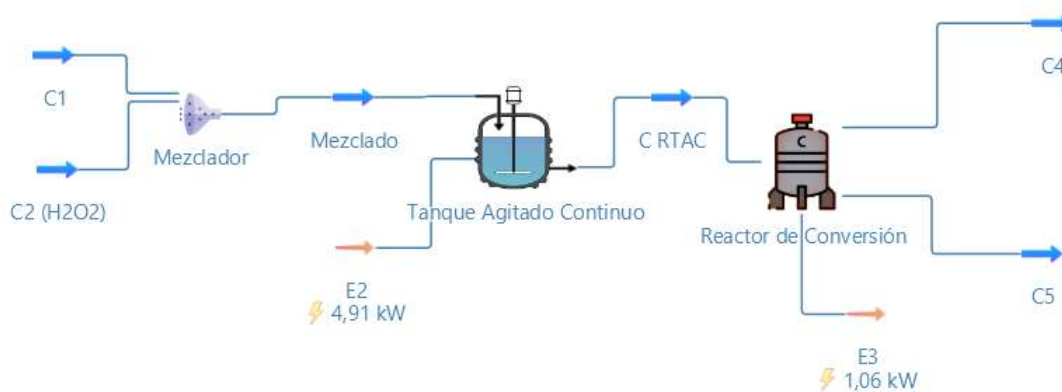 C1
C2 (H2O2)
Mezclador
Mezclado
Tanque Agitado Continuo
E2
4,91 kW
C RTAC
C
Reactor de Conversión
E3
1,06 kW
C4
C5